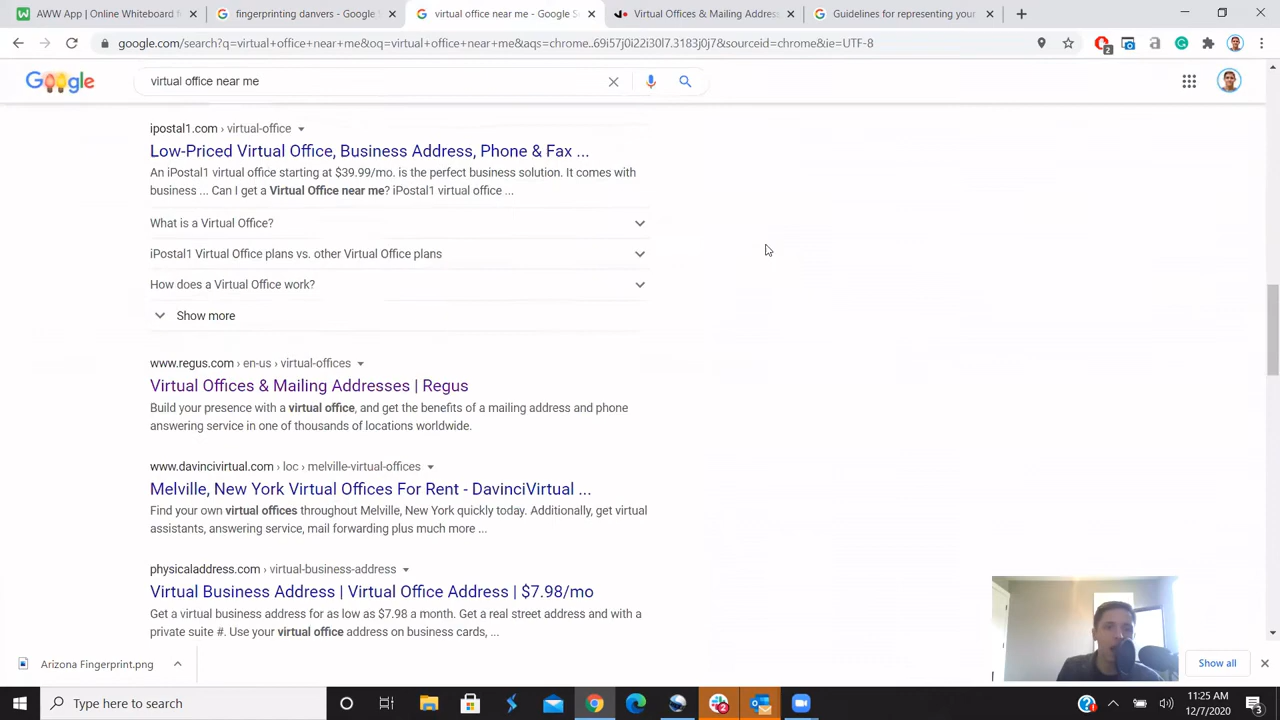 AWW App | Online Whiteboard f
fingerprinting danvers - Google S
virtual office near me - Google Se
Virtual Offices & Mailing Address
Guidelines for representing your
google.com/search?q=virtual+office+near+me&oq=virtual+office+near+me&aqs=chrome..69i57j0i22i30l7.3183j0j7&sourceid=chrome&ie=UTF-8
2
Google
virtual office near me
ipostal1.com › virtual-office
Low-Priced Virtual Office, Business Address, Phone & Fax ...
An iPostal1 virtual office starting at $39.99/mo. is the perfect business solution. It comes with
business ... Can I get a Virtual Office near me? iPostal1 virtual office ...
What is a Virtual Office?
iPostal1 Virtual Office plans vs. other Virtual Office plans
How does a Virtual Office work?
Show more
www.regus.com › en-us › virtual-offices
Virtual Offices & Mailing Addresses | Regus
Build your presence with a virtual office, and get the benefits of a mailing address and phone
answering service in one of thousands of locations worldwide.
www.davincivirtual.com › loc › melville-virtual-offices
Melville, New York Virtual Offices For Rent - DavinciVirtual ...
Find your own virtual offices throughout Melville, New York quickly today. Additionally, get virtual
assistants, answering service, mail forwarding plus much more ...
physicaladdress.com › virtual-business-address
Virtual Business Address | Virtual Office Address | $7.98/mo
Get a virtual business address for as low as $7.98 a month. Get a real street address and with a
private suite #. Use your virtual office address on business cards, ...
Arizona Fingerprint.png
Show all
Type here to search
11:25 AM
12/7/2020
3